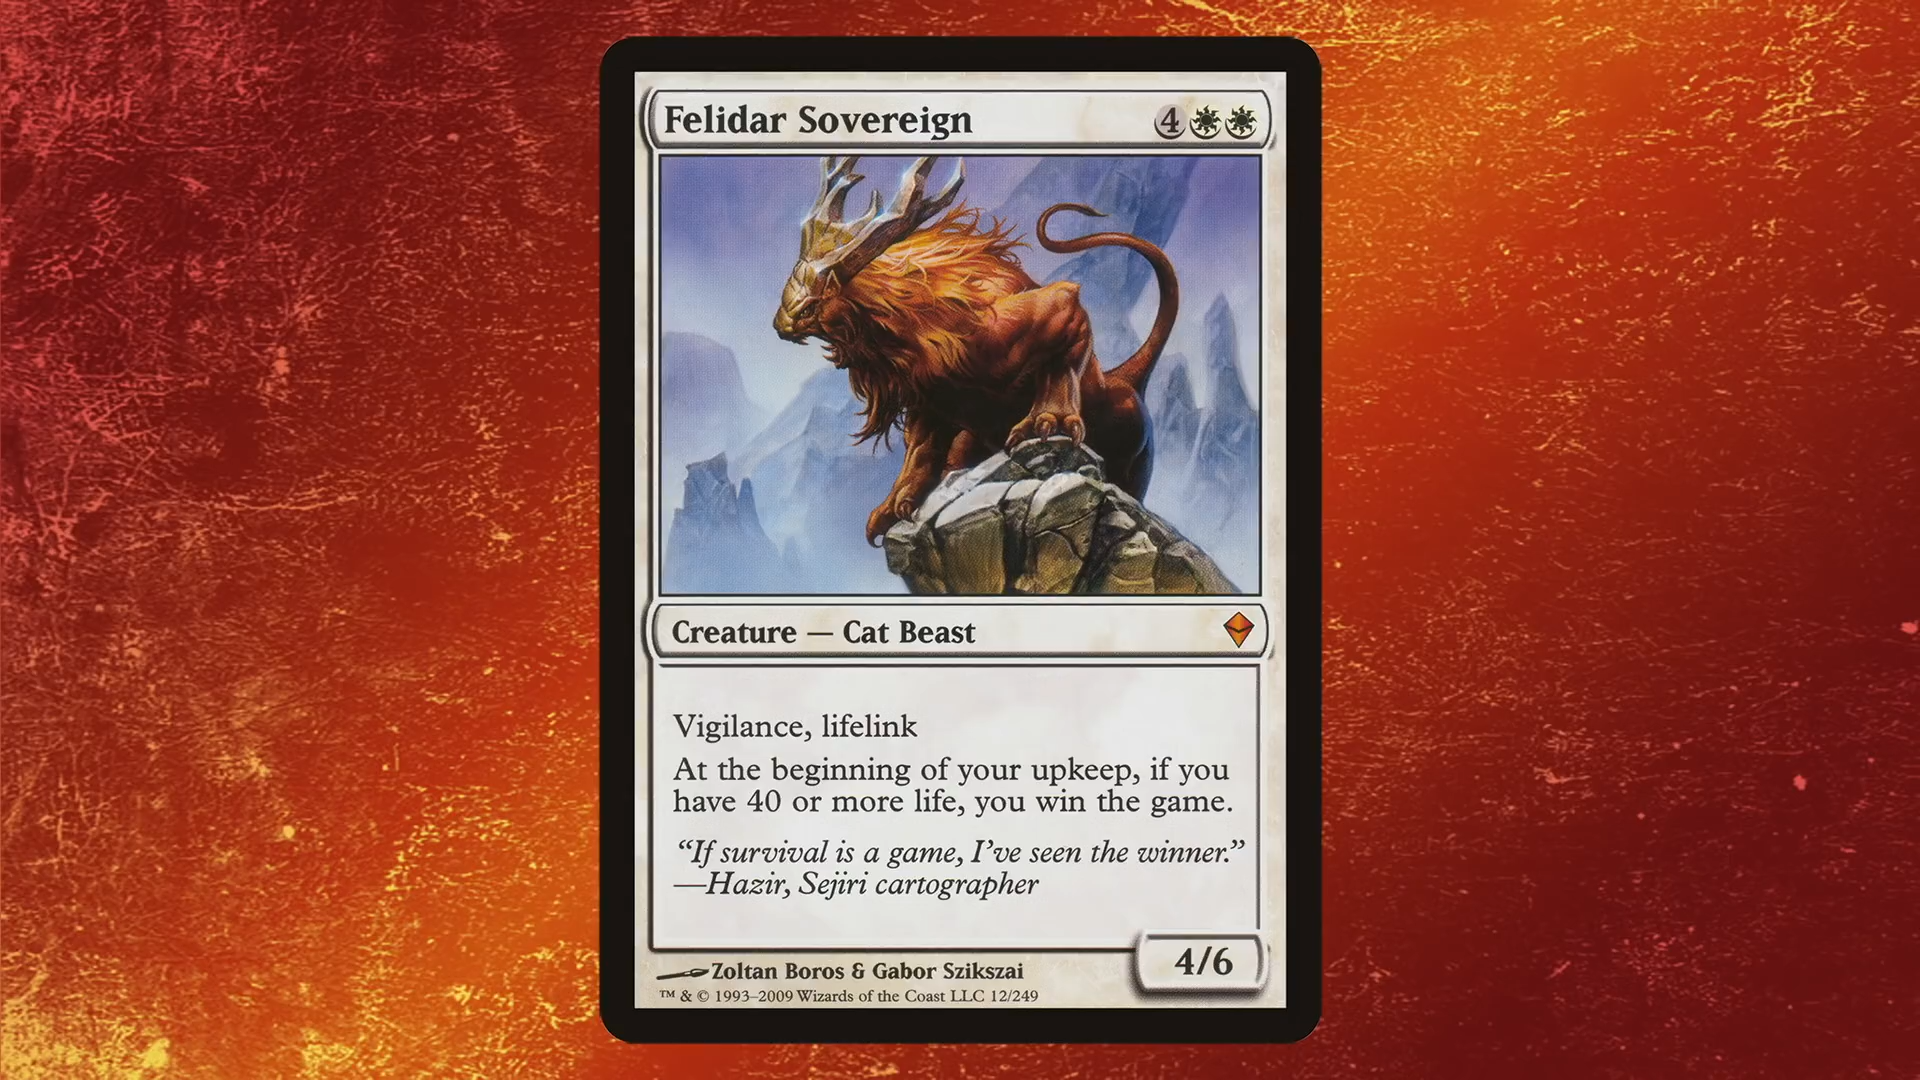 Felidar Sovereign 4
Creature — Cat Beast
Vigilance, lifelink
At the beginning of your upkeep, if you
have 40 or more life, you win the game.
“If survival is a game, I’ve seen the winner.”
—Hazir, Sejiri cartographer
4/6
Zoltan Boros & Gabor Szikszai
™ & © 1993–2009 Wizards of the Coast LLC 12/249